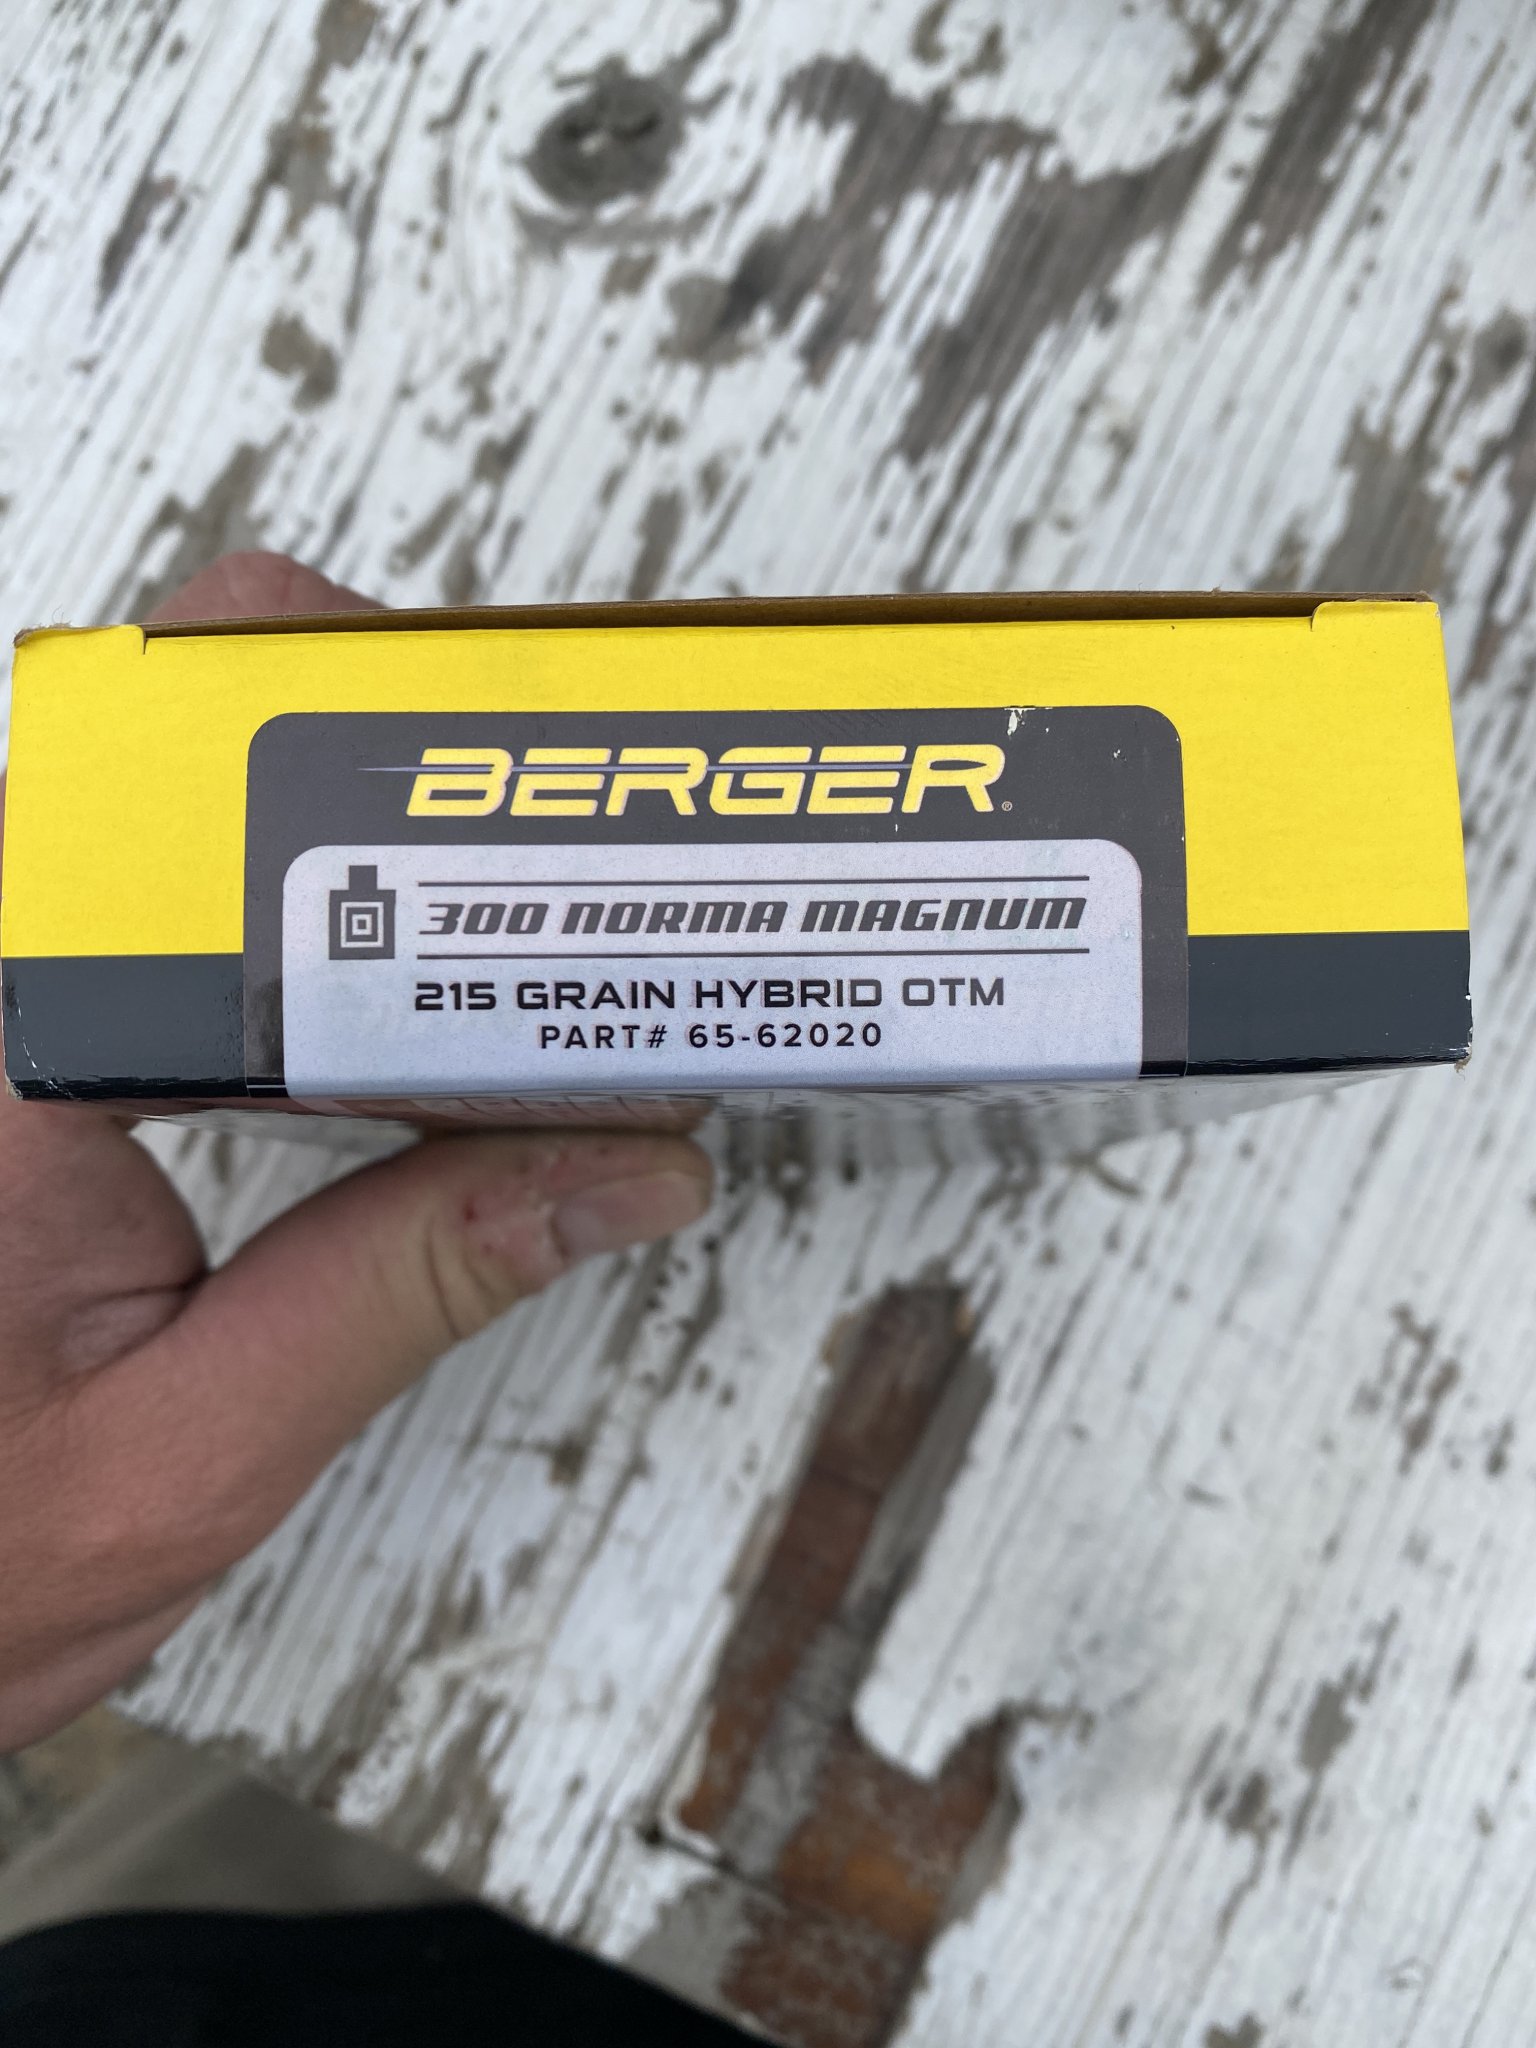 BERGER®
300 NORMA MAGNUM
215 GRAIN HYBRID OTM
PART# 65-62020